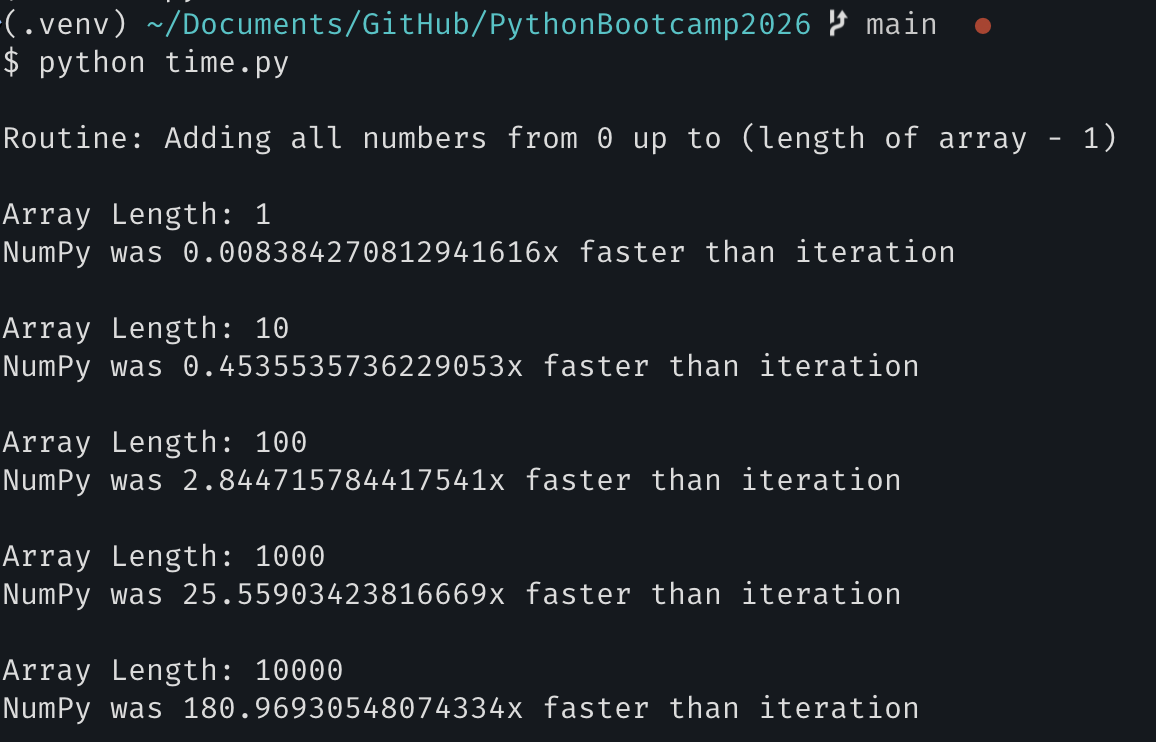 (.venv) ~/Documents/GitHub/PythonBootcamp2026 main
$ python time.py
Routine: Adding all numbers from 0 up to (length of array - 1)
Array Length: 1
NumPy was 0.008384270812941616x faster than iteration
Array Length: 10
NumPy was 0.4535535736229053x faster than iteration
Array Length: 100
NumPy was 2.844715784417541x faster than iteration
Array Length: 1000
NumPy was 25.55903423816669x faster than iteration
Array Length: 10000
NumPy was 180.96930548074334x faster than iteration